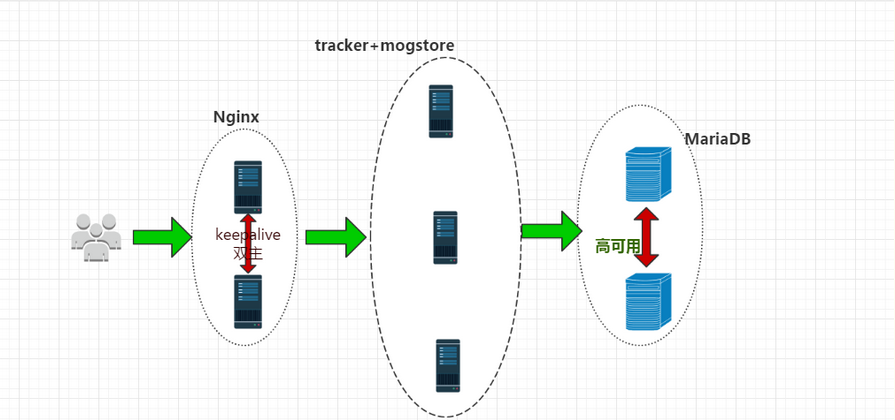 tracker+mogstore
Nginx
MariaDB
keepalive
双主
高可用